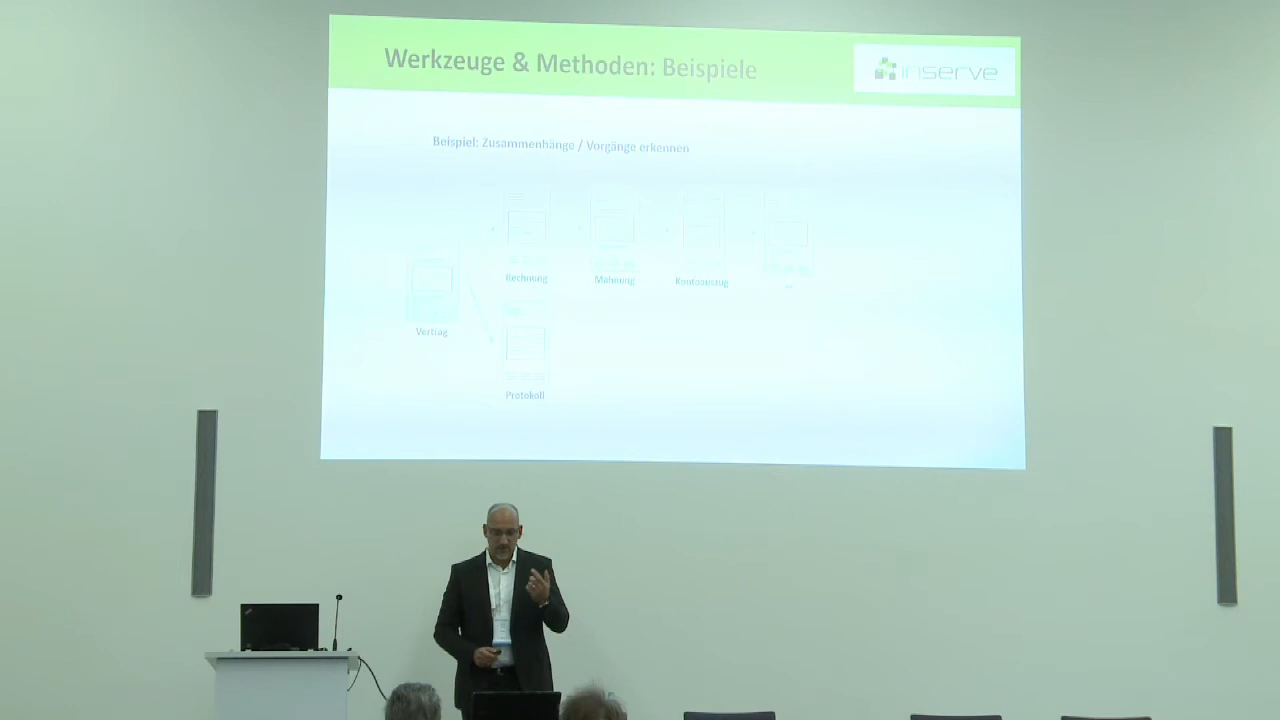 Werkzeuge & Methoden: Beispiele
inserve
Beispiel: Zusammenhänge / Vorgänge erkennen
Rechnung
Mahnung
Kontoauszug
...
Vertrag
Protokoll